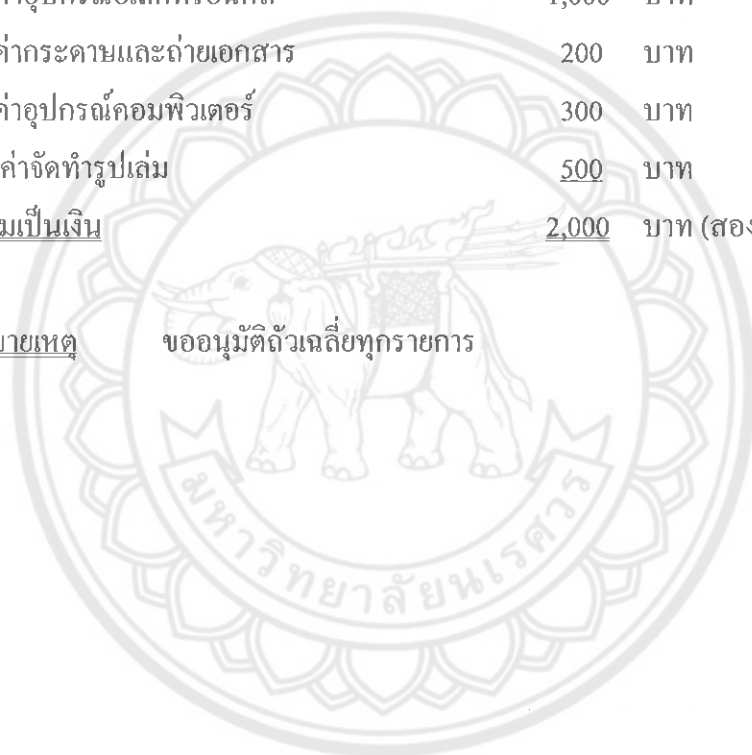 200 บาท
ค่ากระดาษและถ่ายเอกสาร 200 บาท
ค่าอุปกรณ์คอมพิวเตอร์ 300 บาท
ค่าจัดทำรูปเล่ม 500 บาท
มเป็นเงิน 2,000 บาท (สอง
มายเหตุ ขออนุมัติถัวเฉลี่ยทุกรายการ
มหาวิทยาลัยนเรศวร